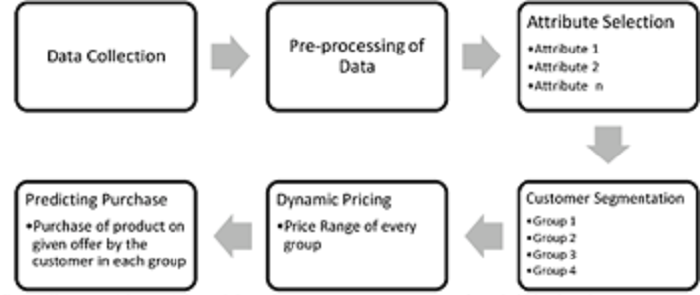 Data Collection
Pre-processing of
Data
Attribute Selection
•Attribute 1
•Attribute 2
•Attribute n
Customer Segmentation
•Group 1
•Group 2
•Group 3
•Group 4
Dynamic Pricing
•Price Range of every
group
Predicting Purchase
•Purchase of product on
given offer by the
customer in each group